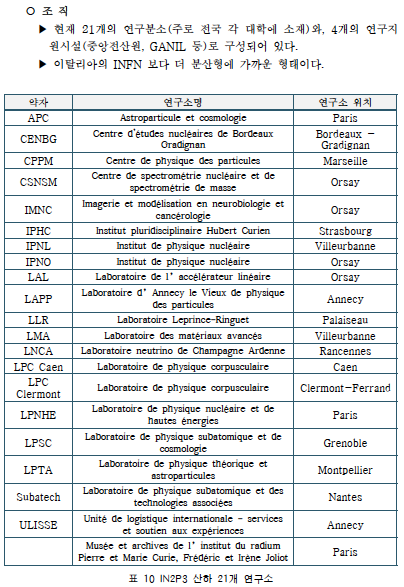 ○ 조 직
▶ 현재 21개의 연구분소(주로 전국 각 대학에 소재)와, 4개의 연구지
원시설(중앙전산원, GANIL 등)로 구성되어 있다.
▶ 이탈리아의 INFN 보다 더 분산형에 가까운 형태이다.
약자 연구소명 연구소 위치
APC Astroparticule et cosmologie Paris
CENBG Centre d'études nucléaires de Bordeaux Oradignan Bordeaux - Gradignan
CPPM Centre de physique des particules Marseille
CSNSM Centre de spectrométrie nucléaire et de spectrométrie de masse Orsay
IMNC Imagerie et modélisation en neurobiologie et cancérologie Orsay
IPHC Institut pluridisciplinaire Hubert Curien Strasbourg
IPNL Institut de physique nucléaire Villeurbanne
IPNO Institut de physique nucléaire Orsay
LAL Laboratoire de l' accélérateur linéaire Orsay
LAPP Laboratoire d' Annecy le Vieux de physique des particules Annecy
LLR Laboratoire Leprince-Ringuet Palaiseau
LMA Laboratoire des matériaux avancés Villeurbanne
LNCA Laboratoire neutrino de Champagne Ardenne Rancennes
LPC Caen Laboratoire de physique corpusculaire Caen
LPC Clermont Laboratoire de physique corpusculaire Clermont-Ferrand
LPNHE Laboratoire de physique nucléaire et de hautes énergies Paris
LPSC Laboratoire de physique subatomique et de cosmologie Grenoble
LPTA Laboratoire de physique théorique et astroparticules Montpellier
Subatech Laboratoire de physique subatomique et des technologies associées Nantes
ULISSE Unité de logistique internationale - services et soutien aux expériences Annecy
Musée et archives de l' institut du radium Pierre et Marie Curie, Frédéric et Irène Joliot Paris
표 10 IN2P3 산하 21개 연구소